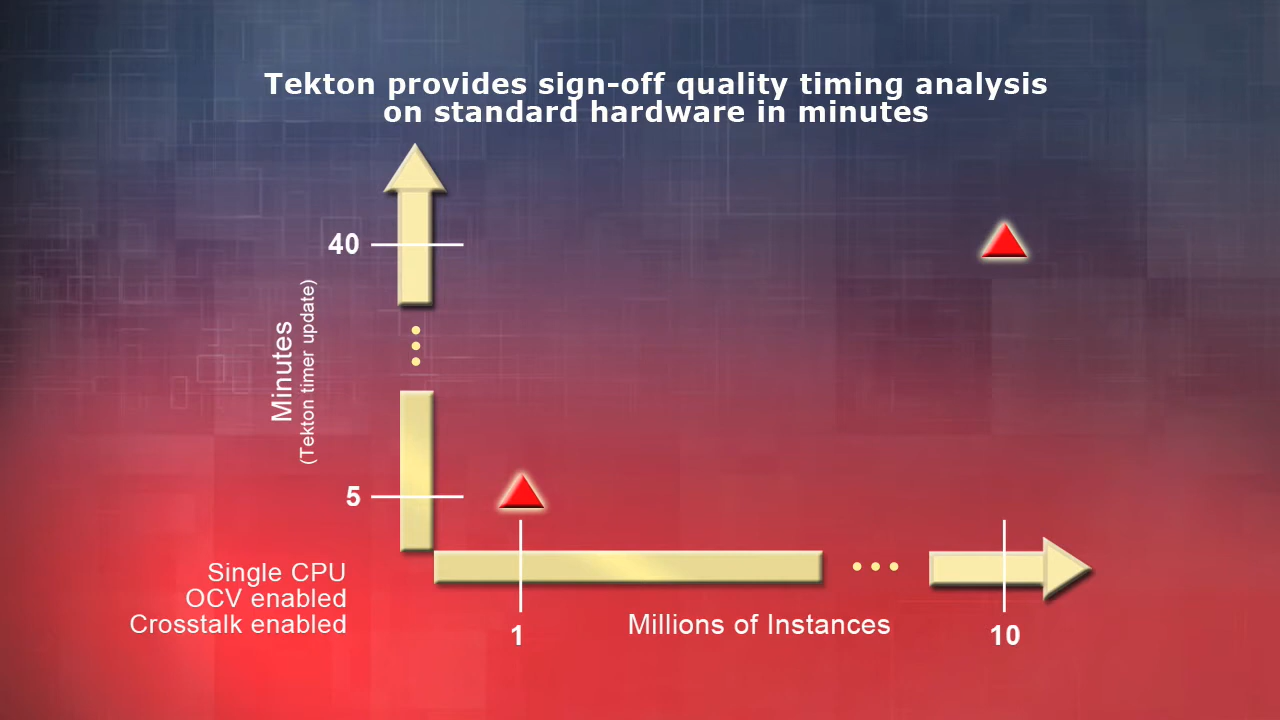 Tekton provides sign-off quality timing analysis
on standard hardware in minutes
40
Minutes
(Tekton timer update)
5
Single CPU
OCV enabled
Crosstalk enabled
1
Millions of Instances
10